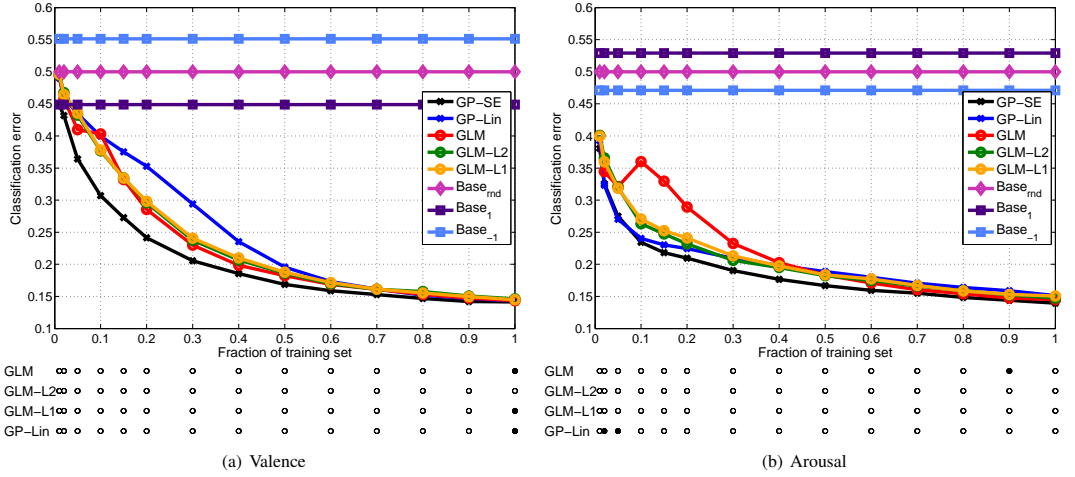 0.6
0.55
0.5
0.45
0.4
0.35
0.3
0.25
0.2
0.15
0.1
Classification error
0 0.1 0.2 0.3 0.4 0.5 0.6 0.7 0.8 0.9 1
Fraction of training set
GP−SE
GP−Lin
GLM
GLM−L2
GLM−L1
Base_rnd
Base_1
Base_−1
GLM
GLM−L2
GLM−L1
GP−Lin
(a) Valence
0.6
0.55
0.5
0.45
0.4
0.35
0.3
0.25
0.2
0.15
0.1
Classification error
0 0.1 0.2 0.3 0.4 0.5 0.6 0.7 0.8 0.9 1
Fraction of training set
GP−SE
GP−Lin
GLM
GLM−L2
GLM−L1
Base_rnd
Base_1
Base_−1
GLM
GLM−L2
GLM−L1
GP−Lin
(b) Arousal